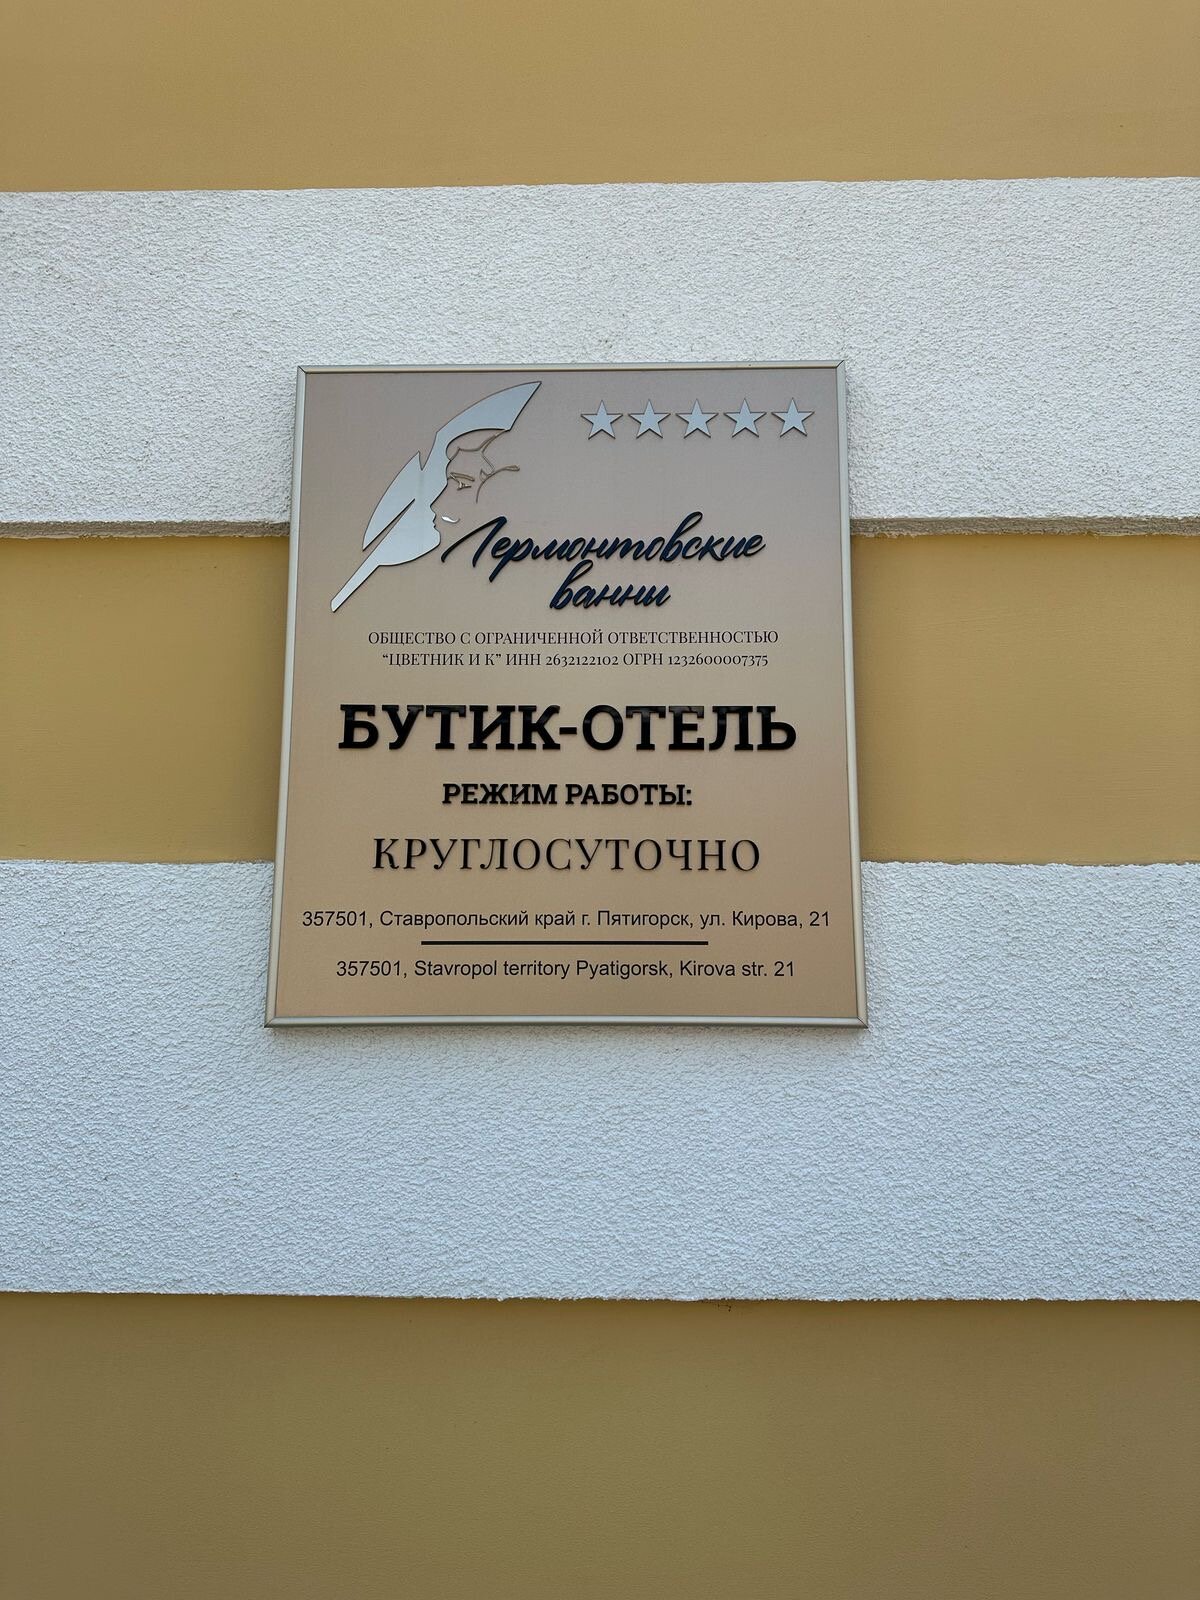 Лермонтовские
ванны
ОБЩЕСТВО С ОГРАНИЧЕННОЙ ОТВЕТСТВЕННОСТЬЮ
“ЦВЕТНИК И К” ИНН 2632122102 ОГРН 1232600007375
БУТИК-ОТЕЛЬ
РЕЖИМ РАБОТЫ:
КРУГЛОСУТОЧНО
357501, Ставропольский край г. Пятигорск, ул. Кирова, 21
357501, Stavropol territory Pyatigorsk, Kirova str. 21